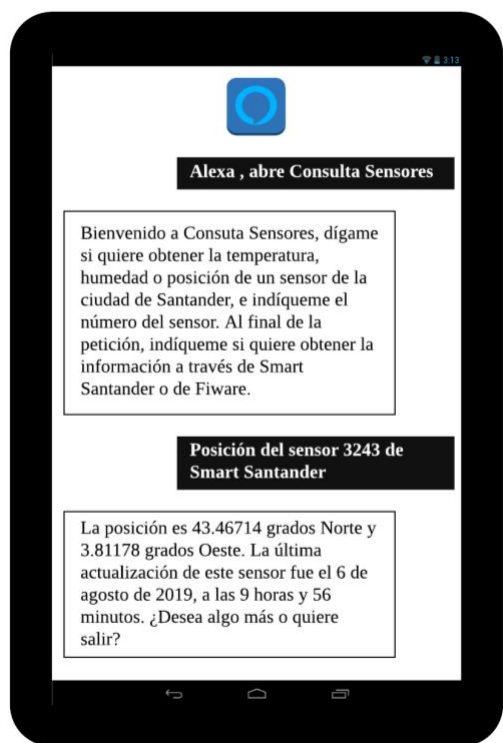 3:13
Alexa , abre Consulta Sensores
Bienvenido a Consuta Sensores, dígame
si quiere obtener la temperatura,
humedad o posición de un sensor de la
ciudad de Santander, e indíqueme el
número del sensor. Al final de la
petición, indíqueme si quiere obtener la
información a través de Smart
Santander o de Fiware.
Posición del sensor 3243 de
Smart Santander
La posición es 43.46714 grados Norte y
3.81178 grados Oeste. La última
actualización de este sensor fue el 6 de
agosto de 2019, a las 9 horas y 56
minutos. ¿Desea algo más o quiere
salir?